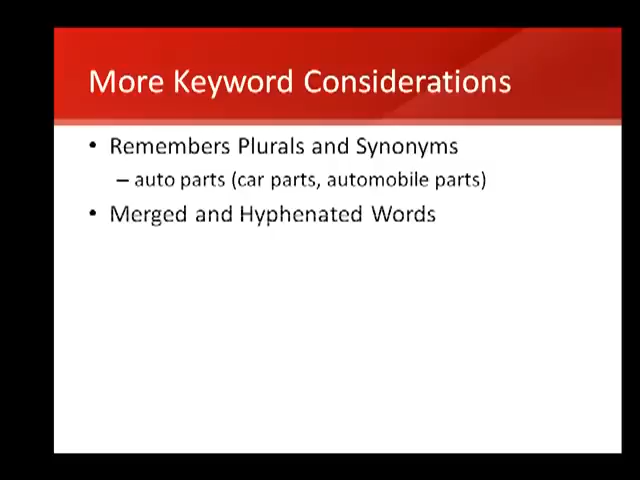 More Keyword Considerations
• Remembers Plurals and Synonyms
– auto parts (car parts, automobile parts)
• Merged and Hyphenated Words